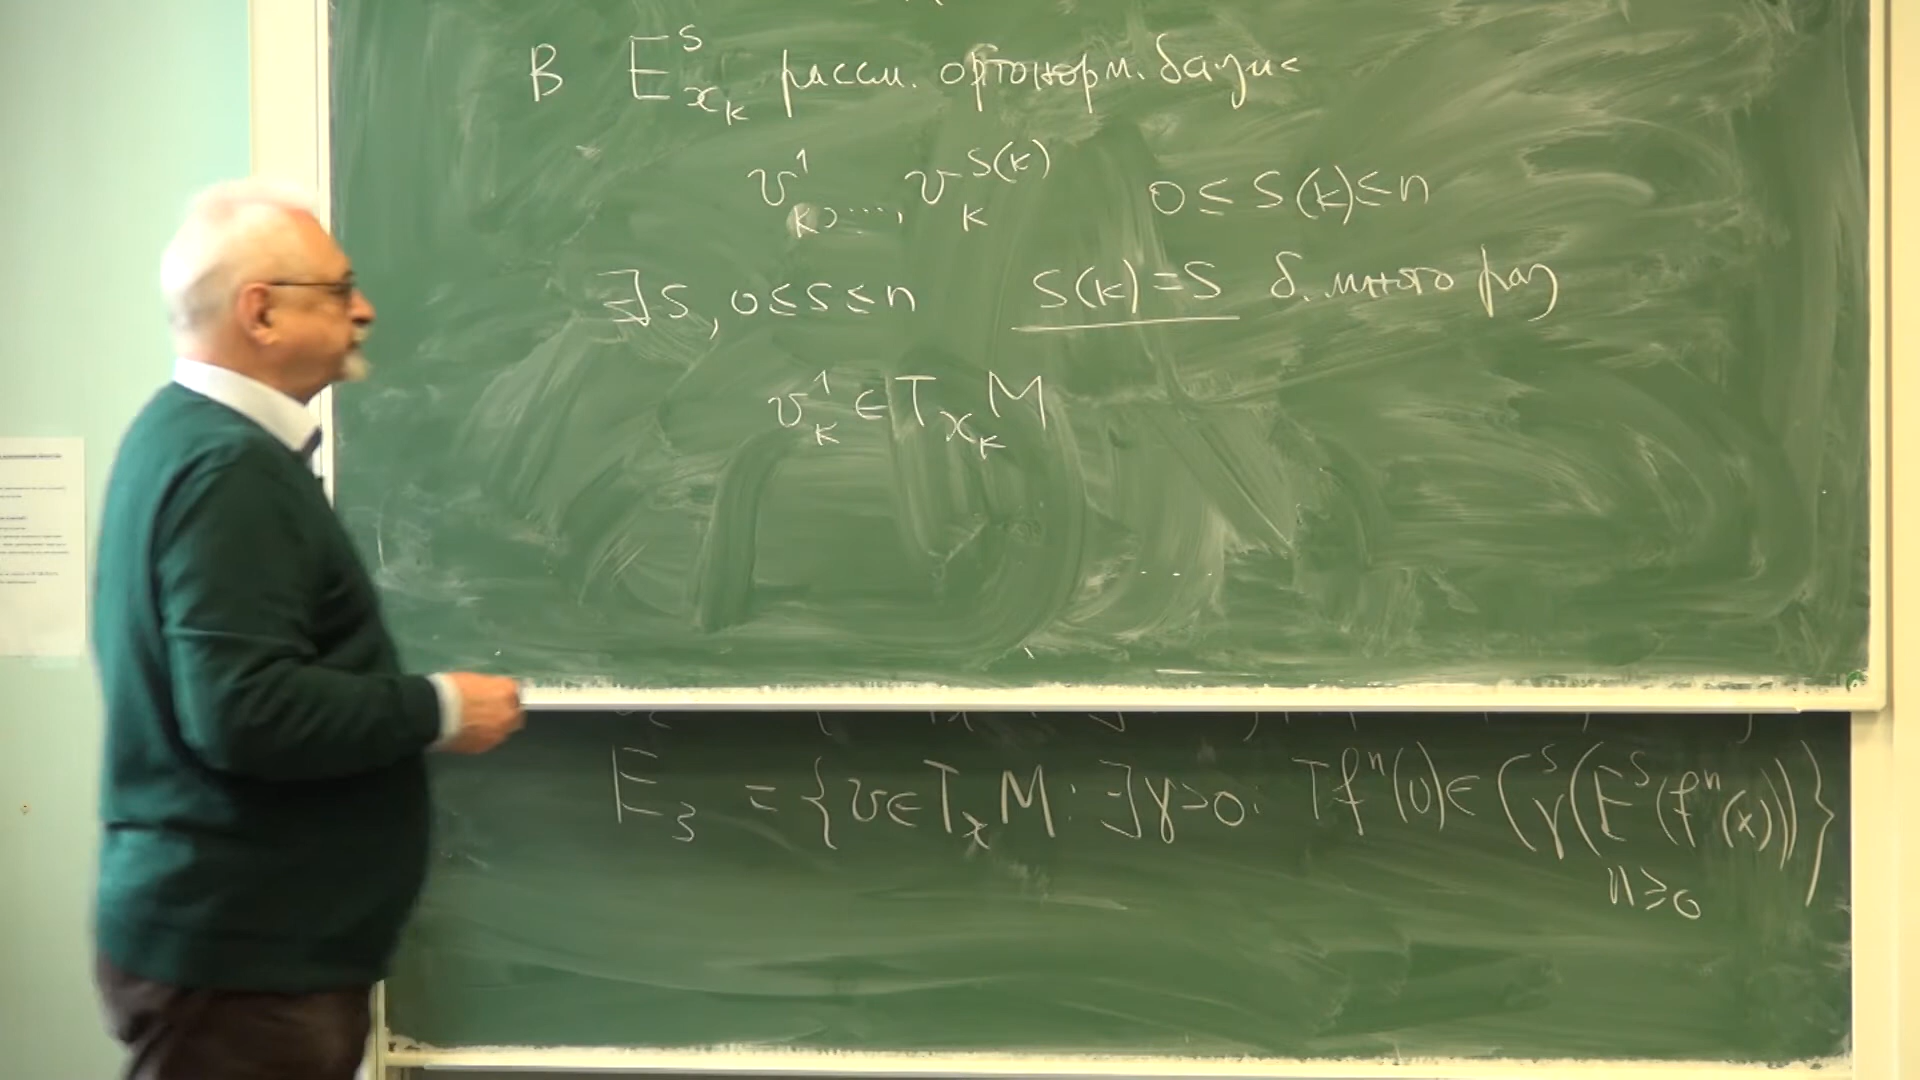 В E^s_{x_k} рассм. ортонорм. базис
v^1_k, ..., v^{s(k)}_k 0 ≤ s(k) ≤ n
∃ s, 0 ≤ s ≤ n s(k) = s б. много раз
v^1_k ∈ T_{x_k} M
E_3 = {v ∈ T_x M : ∃ γ > 0 : Tf^n(v) ∈ C^s_γ(E^s(f^n(x))) }
n ≥ 0